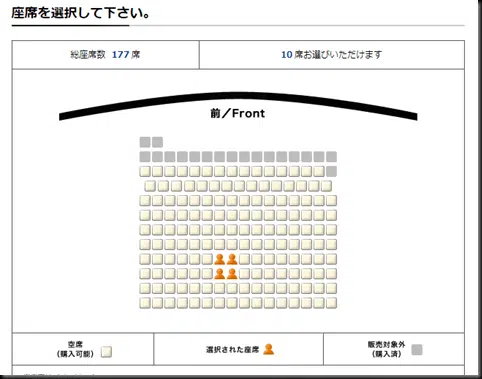 座席を選択して下さい。
総座席数 177 席
10 席お選びいただけます
前／Front
空席
(購入可能)
選択された座席
販売対象外
(購入済)